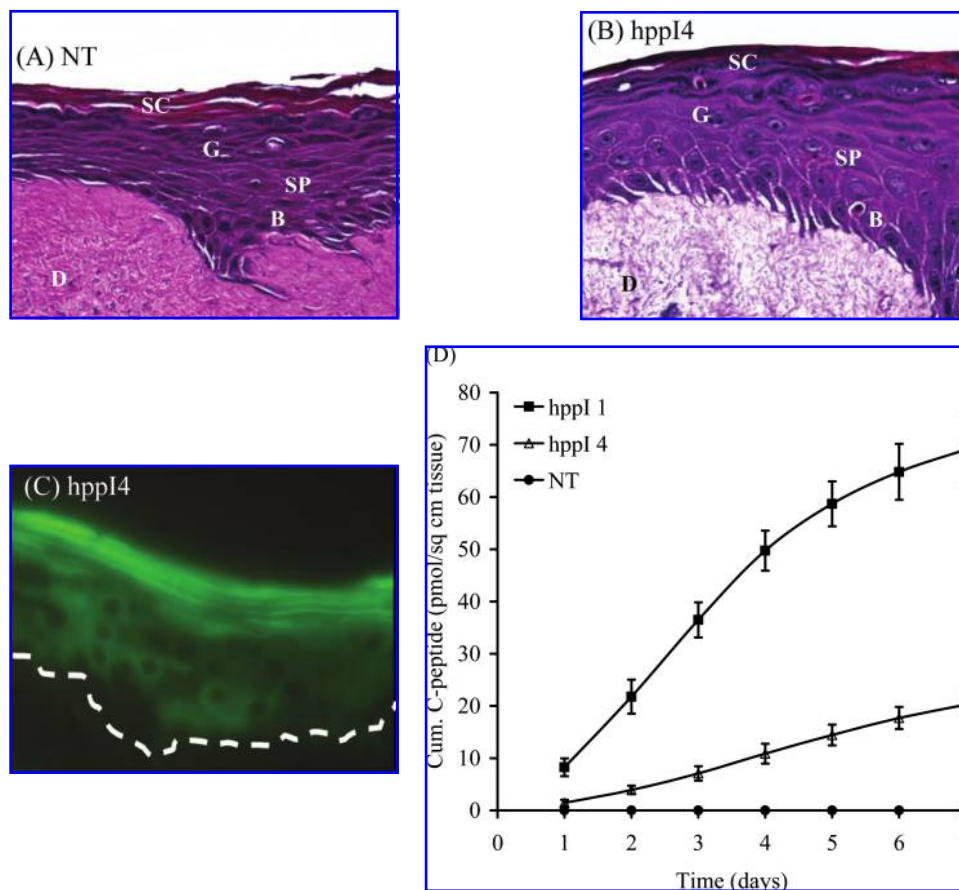 (A) NT
SC
G
SP
B
D
(B) hppI4
SC
G
SP
B
D
(C) hppI4
(D)
Cum. C-peptide (pmol/sq cm tissue)
80
70
60
50
40
30
20
10
0
hppI 1
hppI 4
NT
0 1 2 3 4 5 6
Time (days)